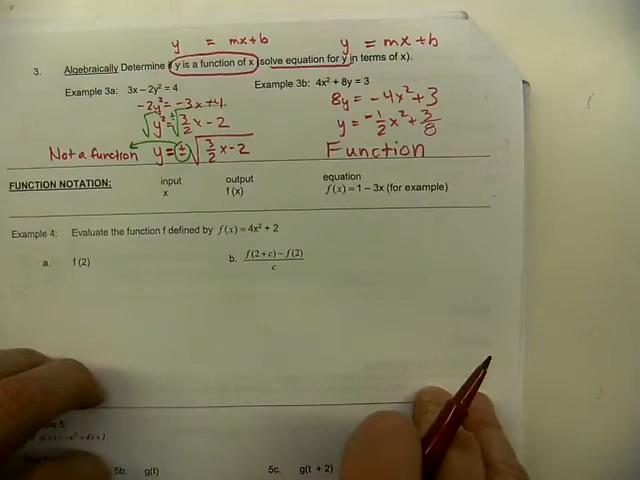 y = mx+b y = mx+b
3. Algebraically Determine if y is a function of x (solve equation for y in terms of x).
Example 3a: 3x – 2y² = 4 Example 3b: 4x² + 8y = 3
-2y² = -3x+4 8y = -4x²+3
√y² = ±√3/2 x - 2 y = -1/2 x² + 3/8
Not a function y = ± √3/2 x - 2 Function
FUNCTION NOTATION: input output equation
x f (x) f(x) = 1 – 3x (for example)
Example 4: Evaluate the function f defined by f(x) = 4x² + 2
a. f (2) b. f(2+c) – f(2) / c
5b. g(t) 5c. g(t + 2)